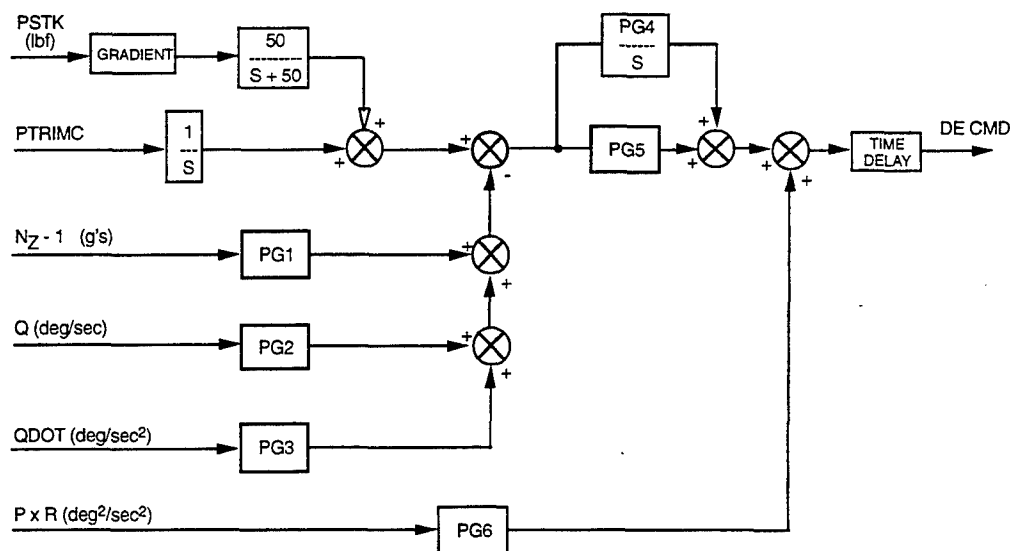 PSTK
(lbf)
GRADIENT
50
S + 50
PG4
S
+
+
+
PTRIMC
1
S
+
+
-
PG5
+
+
+
+
TIME
DELAY
DE CMD
NZ - 1 (g's)
PG1
+
+
Q (deg/sec)
PG2
+
+
QDOT (deg/sec²)
PG3
P x R (deg²/sec²)
PG6